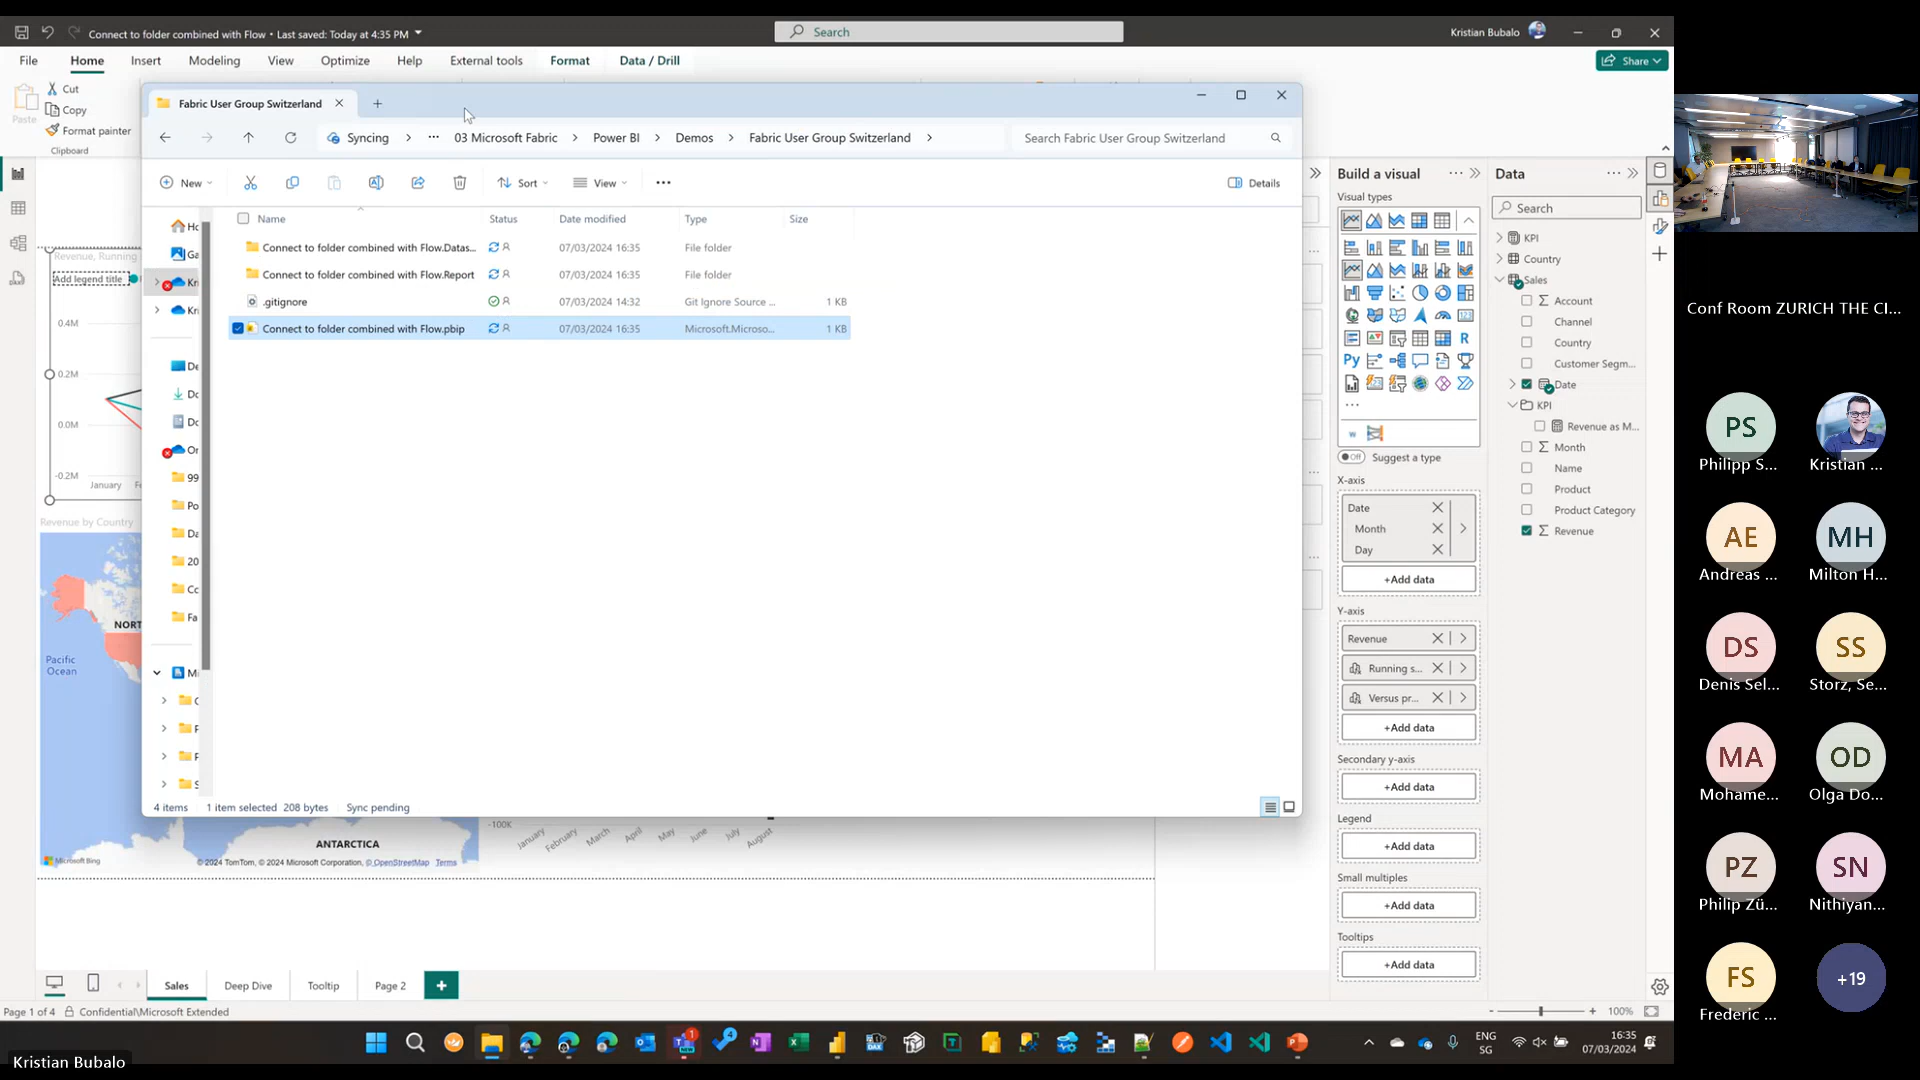 Connect to folder combined with Flow • Last saved: Today at 4:35 PM
Search
Kristian Bubalo
File
Home
Insert
Modeling
View
Optimize
Help
External tools
Format
Data / Drill
Share
Paste
Cut
Copy
Format painter
Clipboard
Fabric User Group Switzerland
Syncing
03 Microsoft Fabric
Power BI
Demos
Fabric User Group Switzerland
Search Fabric User Group Switzerland
New
Sort
View
Details
Name
Status
Date modified
Type
Size
Connect to folder combined with Flow.Datas...
07/03/2024 16:35
File folder
Connect to folder combined with Flow.Report
07/03/2024 16:35
File folder
.gitignore
07/03/2024 14:32
Git Ignore Source ...
1 KB
Connect to folder combined with Flow.pbip
07/03/2024 16:35
Microsoft.Microso...
1 KB
4 items
1 item selected 208 bytes
Sync pending
Revenue, Running
Add legend title
0.4M
0.2M
0.0M
-0.2M
January
Revenue by Country
Pacific
Ocean
NORT
ANTARCTICA
Microsoft Bing
© 2024 TomTom, © 2024 Microsoft Corporation, © OpenStreetMap Terms
-100K
January
February
March
April
May
June
July
August
Build a visual
Visual types
Suggest a type
X-axis
Date
Month
Day
+Add data
Y-axis
Revenue
Running s...
Versus pr...
+Add data
Secondary y-axis
+Add data
Legend
+Add data
Small multiples
+Add data
Tooltips
+Add data
Data
Search
KPI
Country
Sales
Account
Channel
Country
Customer Segm...
Date
KPI
Revenue as M...
Month
Name
Product
Product Category
Revenue
Sales
Deep Dive
Tooltip
Page 2
Page 1 of 4
Confidential\Microsoft Extended
100%
ENG
SG
16:35
07/03/2024
Kristian Bubalo
Conf Room ZURICH THE CI...
PS
Philipp S...
Kristian ...
AE
Andreas ...
MH
Milton H...
DS
Denis Sel...
SS
Storz, Se...
MA
Mohame...
OD
Olga Do...
PZ
Philip Zü...
SN
Nithiyan...
FS
Frederic ...
+19